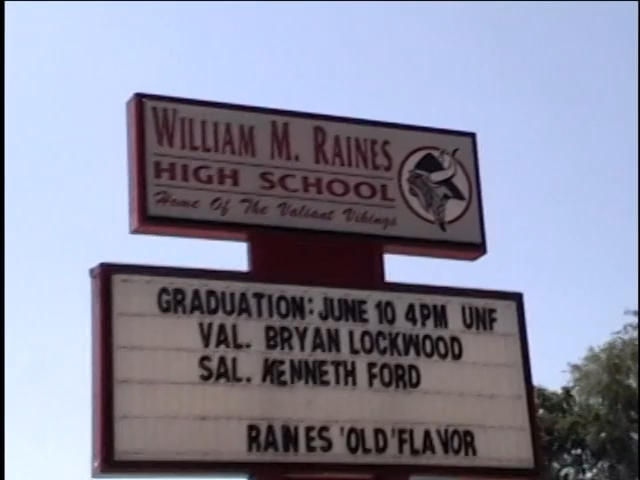 WILLIAM M. RAINES
HIGH SCHOOL
Home Of The Valiant Vikings
GRADUATION: JUNE 10 4PM UNF
VAL. BRYAN LOCKWOOD
SAL. KENNETH FORD
RAINES 'OLD' FLAVOR